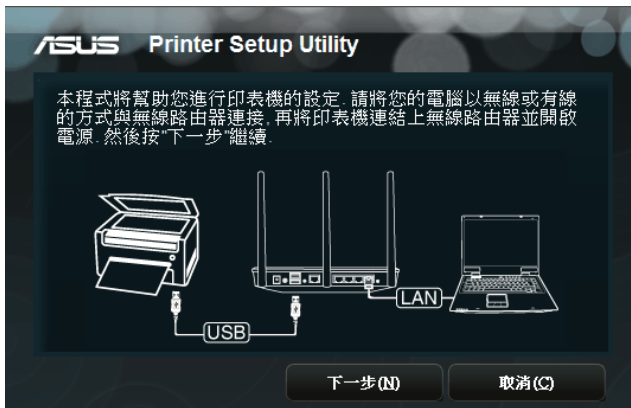 ASUS Printer Setup Utility
本程式將幫助您進行印表機的設定. 請將您的電腦以無線或有線
的方式與無線路由器連接, 再將印表機連結上無線路由器並開啟
電源. 然後按"下一步"繼續.
LAN
USB
下一步(N) 取消(C)